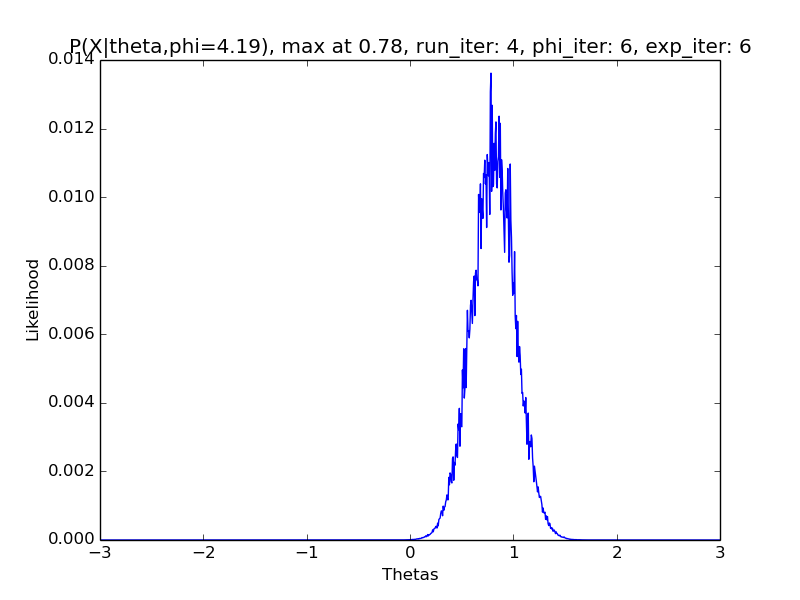 P(X|theta,phi=4.19), max at 0.78, run_iter: 4, phi_iter: 6, exp_iter: 6
0.014
0.012
0.010
0.008
0.006
0.004
0.002
0.000
Likelihood
−3 −2 −1 0 1 2 3
Thetas